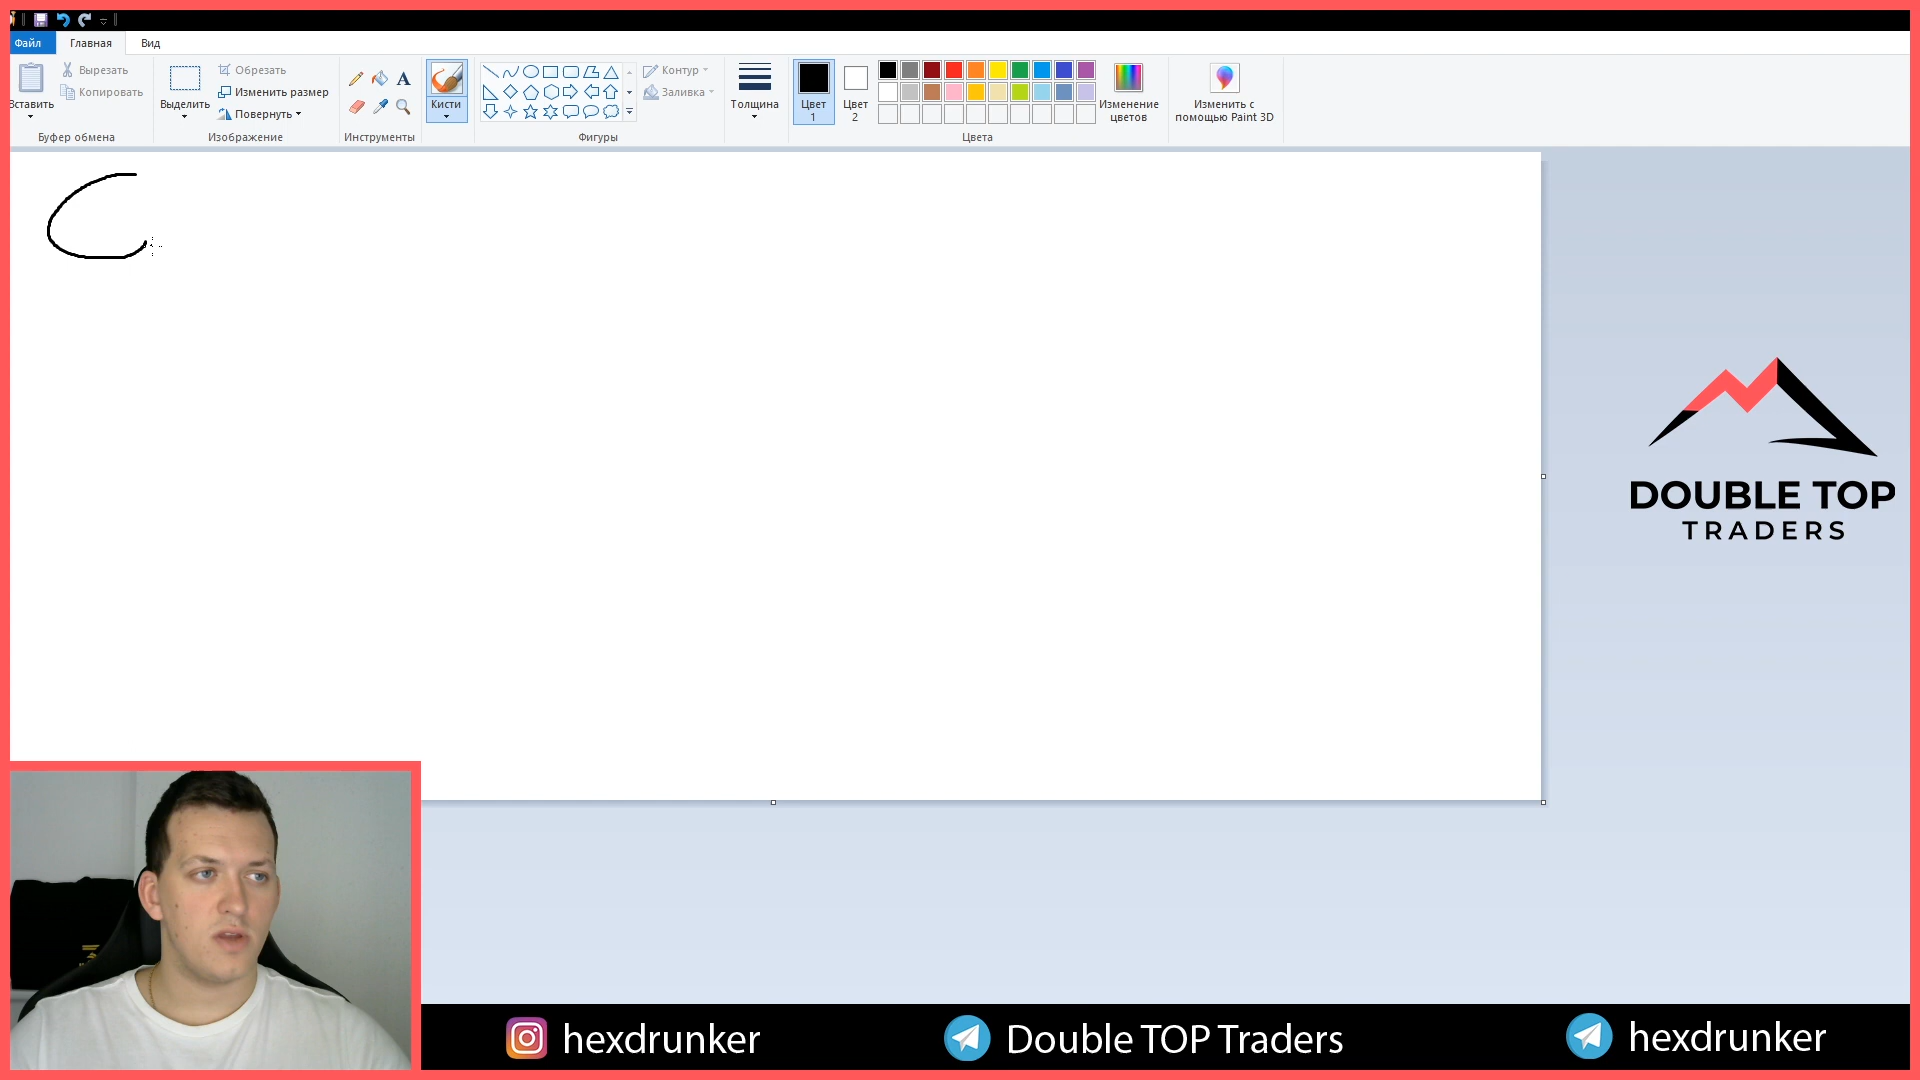 Файл Главная Вид
Вставить
Вырезать
Копировать
Буфер обмена
Выделить
Обрезать
Изменить размер
Повернуть
Изображение
A
Инструменты
Кисти
Фигуры
Контур
Заливка
Толщина
Цвет
1
Цвет
2
Изменение
цветов
Цвета
Изменить с
помощью Paint 3D
C
DOUBLE TOP
TRADERS
hexdrunker
Double TOP Traders
hexdrunker